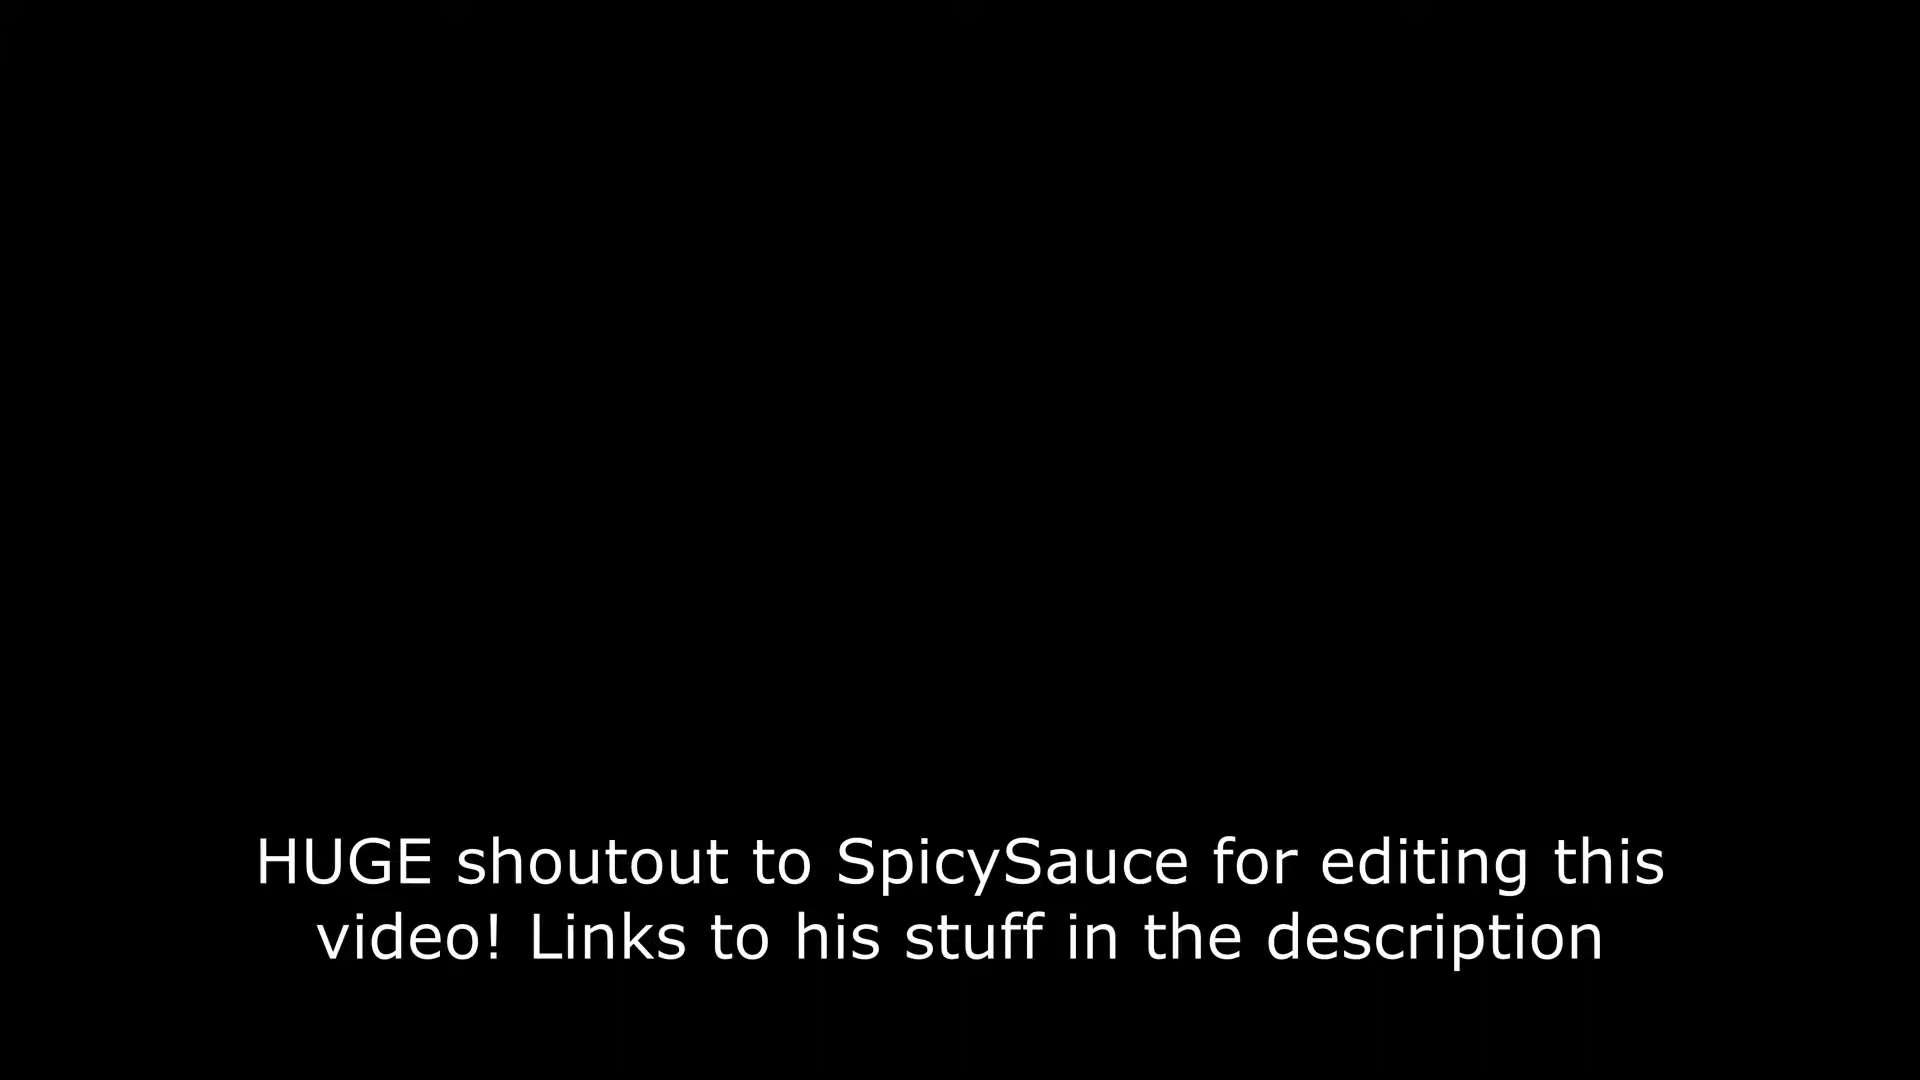 HUGE shoutout to SpicySauce for editing this
video! Links to his stuff in the description